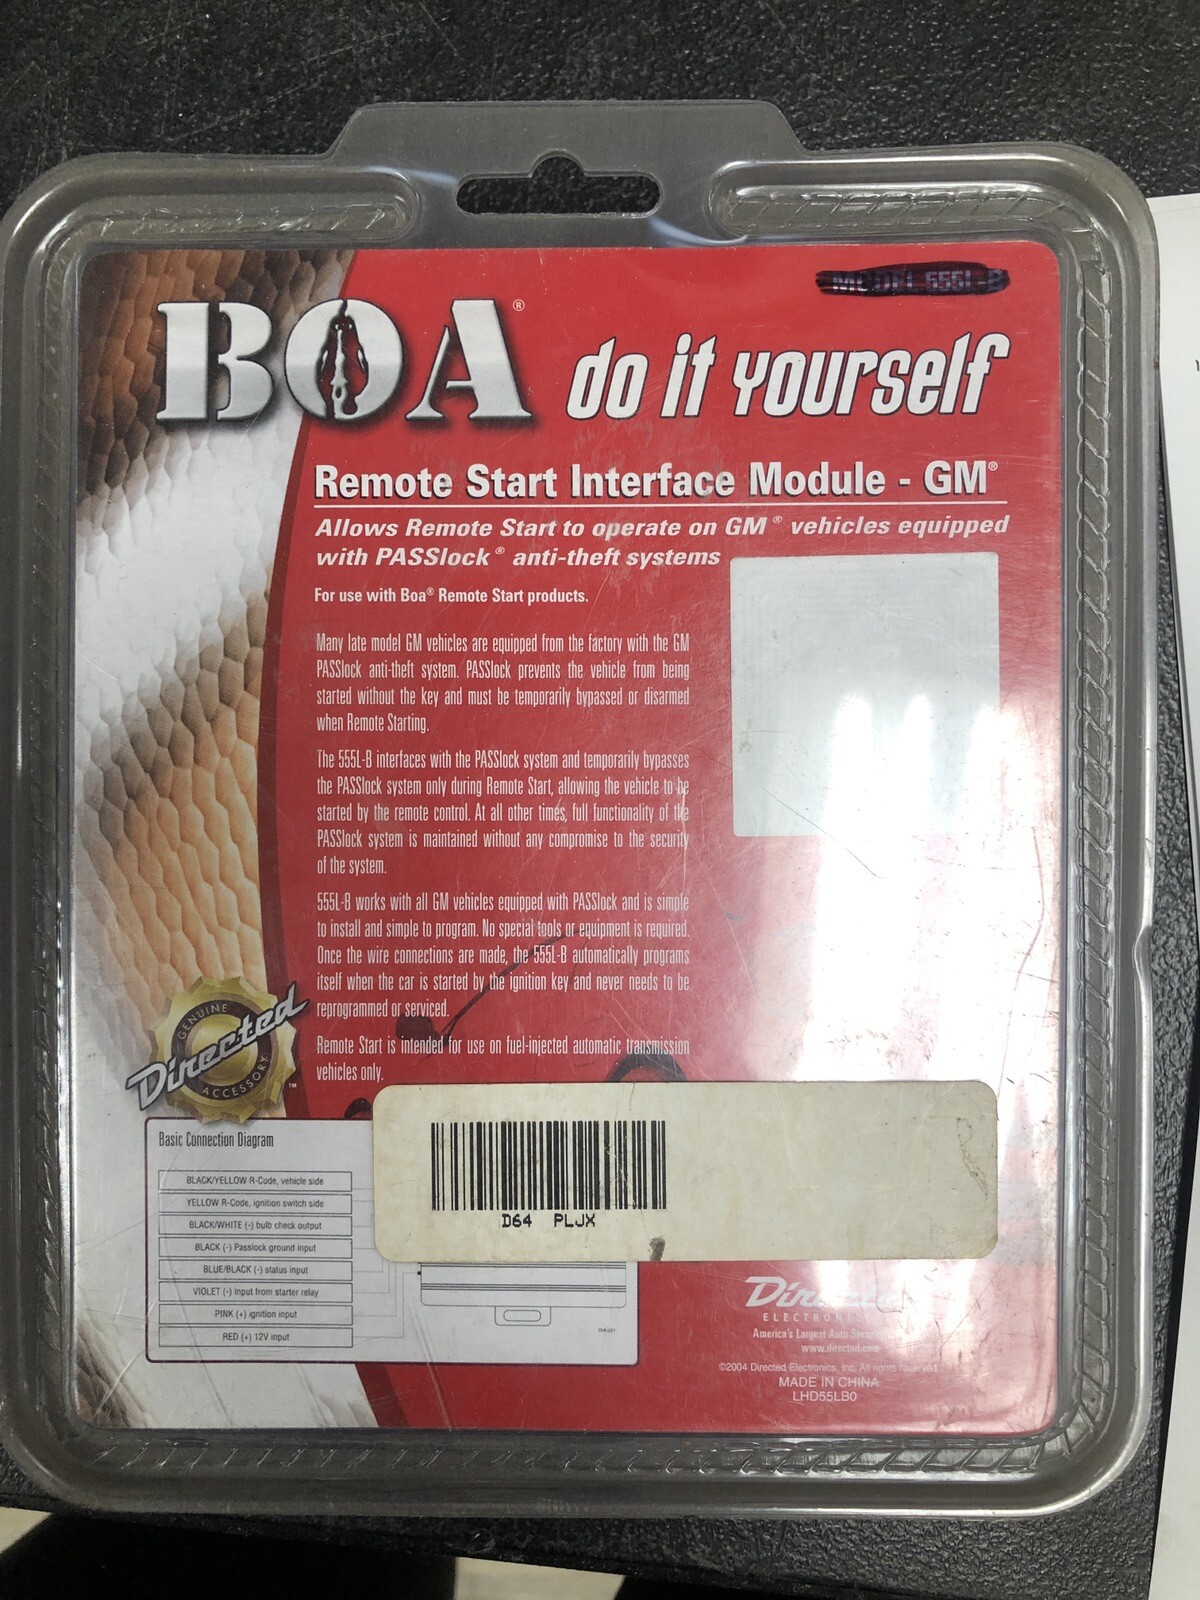 MODEL 555L-B
BOA®
do it yourself
Remote Start Interface Module - GM®
Allows Remote Start to operate on GM® vehicles equipped
with PASSlock® anti-theft systems
For use with Boa® Remote Start products.
Many late model GM vehicles are equipped from the factory with the GM
PASSlock anti-theft system. PASSlock prevents the vehicle from being
started without the key and must be temporarily bypassed or disarmed
when Remote Starting.
The 555L-B interfaces with the PASSlock system and temporarily bypasses
the PASSlock system only during Remote Start, allowing the vehicle to be
started by the remote control. At all other times, full functionality of the
PASSlock system is maintained without any compromise to the security
of the system.
555L-B works with all GM vehicles equipped with PASSlock and is simple
to install and simple to program. No special tools or equipment is required.
Once the wire connections are made, the 555L-B automatically programs
itself when the car is started by the ignition key and never needs to be
reprogrammed or serviced.
Remote Start is intended for use on fuel-injected automatic transmission
vehicles only.
GENUINE
Directed
ACCESSORY
™
Basic Connection Diagram
BLACK/YELLOW R-Code, vehicle side
YELLOW R-Code, ignition switch side
BLACK/WHITE (-) bulb check output
BLACK (-) Passlock ground input
BLUE/BLACK (-) status input
VIOLET (-) input from starter relay
PINK (+) ignition input
RED (+) 12V input
D64 PLJX
Directed
ELECTRONICS
America's Largest Auto Security
www.directed.com
©2004 Directed Electronics, Inc. All rights reserved
MADE IN CHINA
LHD55LB0